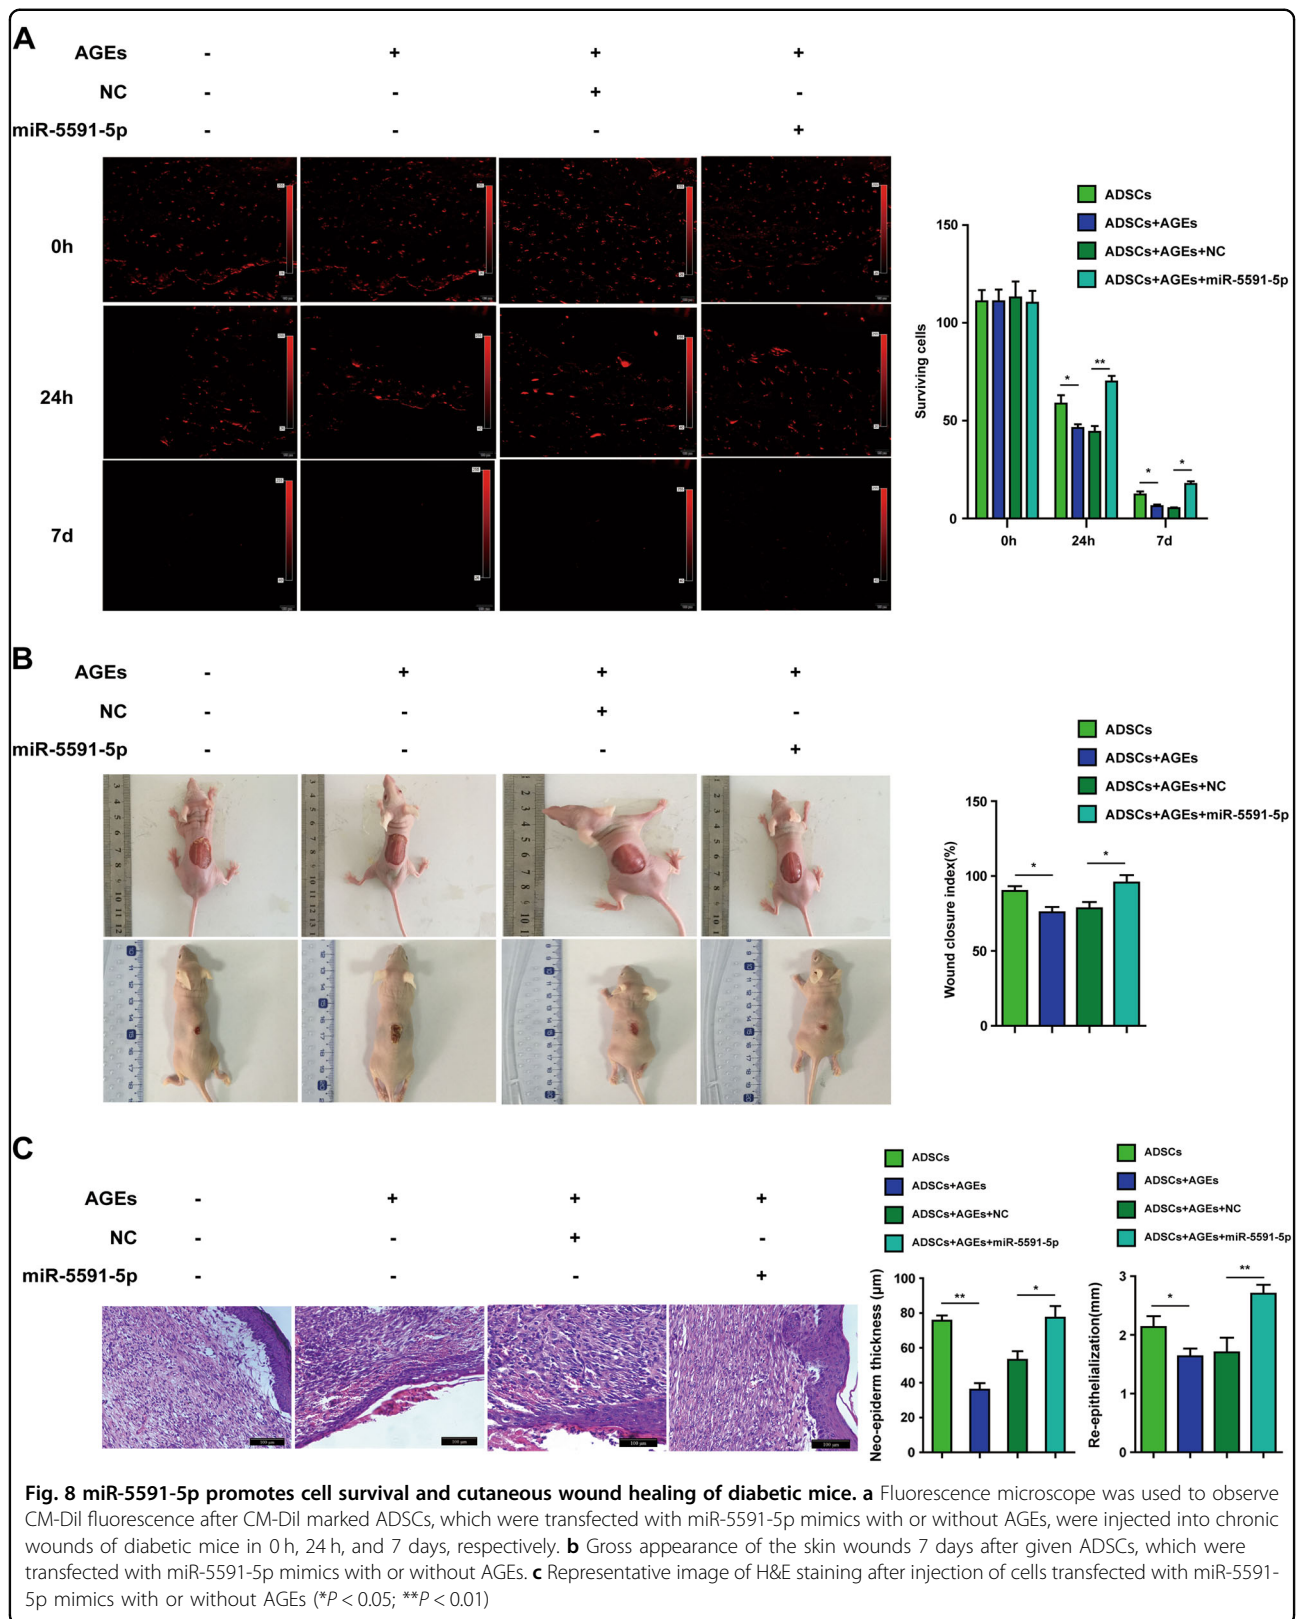 A
AGEs - + + +
NC - - + -
miR-5591-5p - - - +
0h
24h
7d
ADSCs
ADSCs+AGEs
ADSCs+AGEs+NC
ADSCs+AGEs+miR-5591-5p
Surviving cells
150
100
50
0
0h 24h 7d
* ** * *
B
AGEs - + + +
NC - - + -
miR-5591-5p - - - +
ADSCs
ADSCs+AGEs
ADSCs+AGEs+NC
ADSCs+AGEs+miR-5591-5p
Wound closure index(%)
150
100
50
0
* *
C
AGEs - + + +
NC - - + -
miR-5591-5p - - - +
100 μm 100 μm 100 μm 100 μm
ADSCs
ADSCs+AGEs
ADSCs+AGEs+NC
ADSCs+AGEs+miR-5591-5p
Neo-epiderm thickness (μm)
100
80
60
40
20
0
** *
ADSCs
ADSCs+AGEs
ADSCs+AGEs+NC
ADSCs+AGEs+miR-5591-5p
Re-epithelialization(mm)
3
2
1
0
* **
Fig. 8 miR-5591-5p promotes cell survival and cutaneous wound healing of diabetic mice. a Fluorescence microscope was used to observe
CM-Dil fluorescence after CM-Dil marked ADSCs, which were transfected with miR-5591-5p mimics with or without AGEs, were injected into chronic
wounds of diabetic mice in 0 h, 24 h, and 7 days, respectively. b Gross appearance of the skin wounds 7 days after given ADSCs, which were
transfected with miR-5591-5p mimics with or without AGEs. c Representative image of H&E staining after injection of cells transfected with miR-5591-
5p mimics with or without AGEs (*P < 0.05; **P < 0.01)